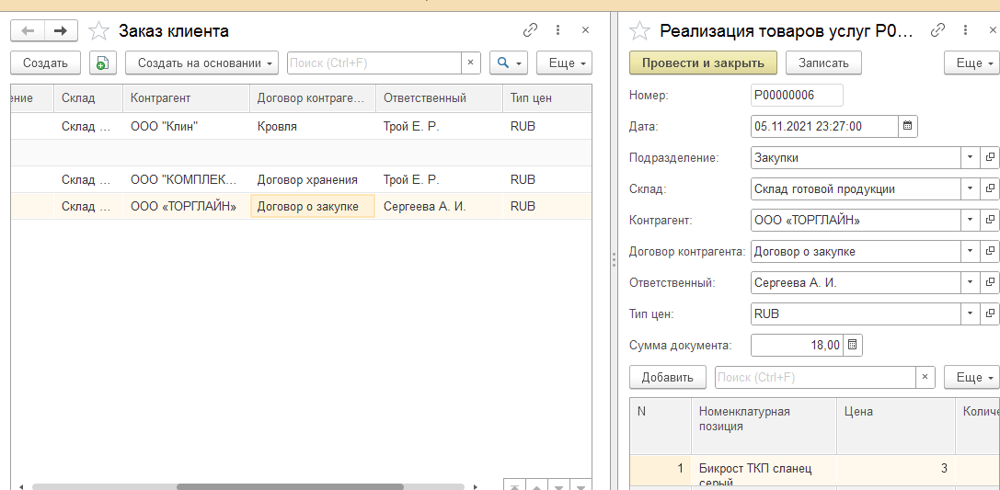 Заказ клиента
Создать
Создать на основании
Поиск (Ctrl+F)
×
Еще
ение Склад Контрагент Договор контраге... Ответственный Тип цен
Склад ... ООО "Клин" Кровля Трой Е. Р. RUB
Склад ... ООО "КОМПЛЕК... Договор хранения Трой Е. Р. RUB
Склад ... ООО «ТОРГЛАЙН» Договор о закупке Сергеева А. И. RUB
Реализация товаров услуг Р0...
Провести и закрыть
Записать
Еще
Номер: Р00000006
Дата: 05.11.2021 23:27:00
Подразделение: Закупки
Склад: Склад готовой продукции
Контрагент: ООО «ТОРГЛАЙН»
Договор контрагента: Договор о закупке
Ответственный: Сергеева А. И.
Тип цен: RUB
Сумма документа: 18,00
Добавить
Поиск (Ctrl+F)
×
Еще
N Номенклатурная Цена Количе
позиция
1 Бикрост ТКП сланец 3
серый